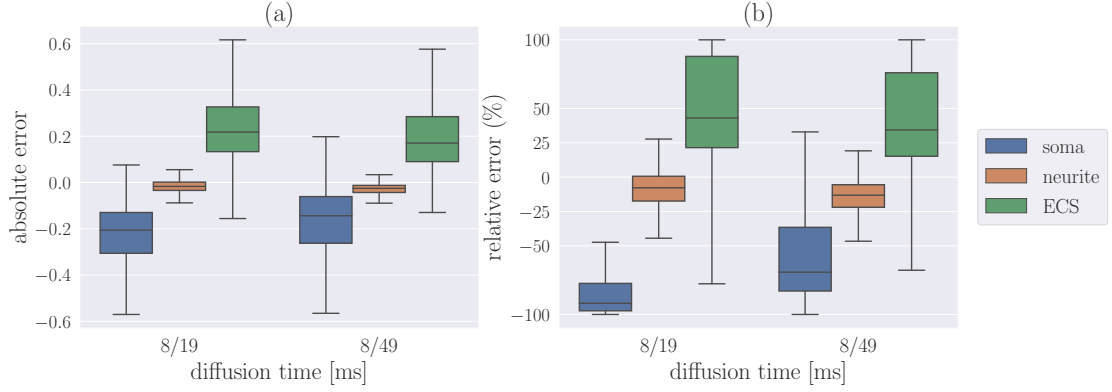 (a)
absolute error
0.6
0.4
0.2
0.0
−0.2
−0.4
−0.6
8/19
8/49
diffusion time [ms]
(b)
relative error (%)
100
50
25
0
−25
−50
−100
8/19
8/49
diffusion time [ms]
soma
neurite
ECS